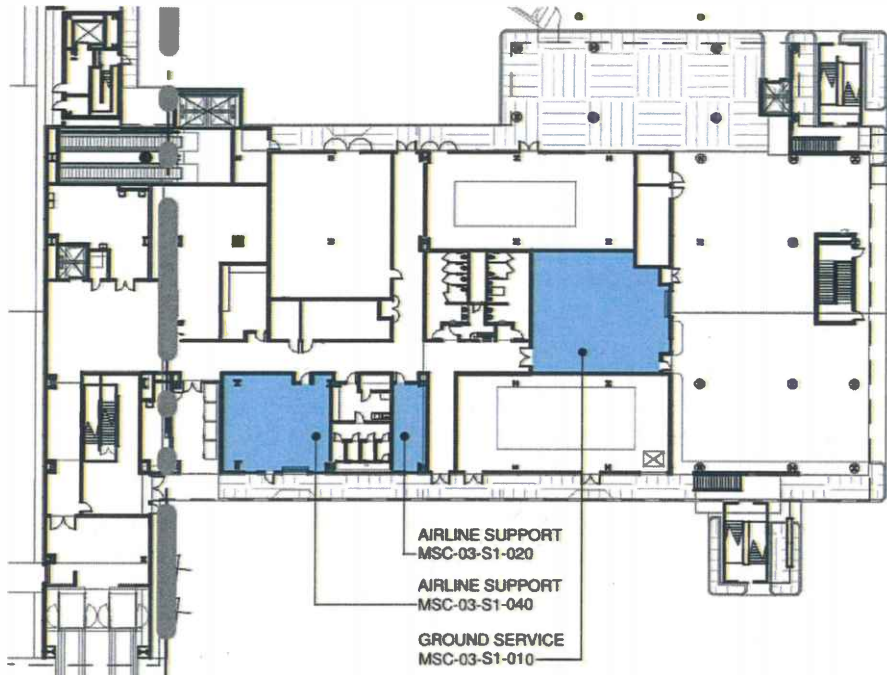 AIRLINE SUPPORT
MSC-03-S1-020
AIRLINE SUPPORT
MSC-03-S1-040
GROUND SERVICE
MSC-03-S1-010